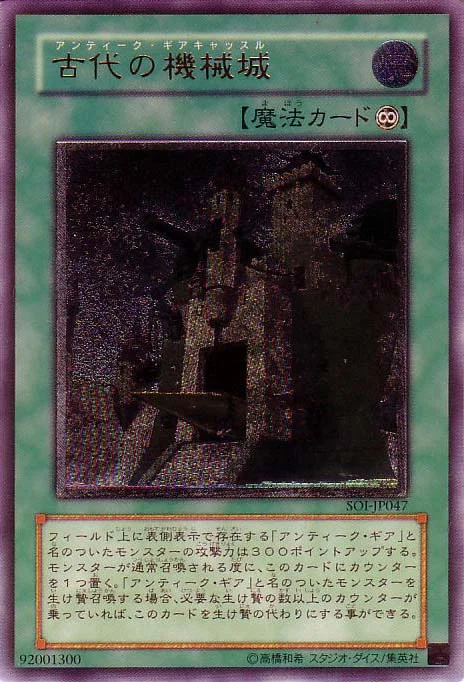 アンティーク・ギアキャッスル
古代の機械城
【魔法カード♾】
SOI-JP047
フィールド上に表側表示で存在する「アンティーク・ギア」と
名のついたモンスターの攻撃力は300ポイントアップする。
モンスターが通常召喚される度に、このカードにカウンター
を1つ置く。「アンティーク・ギア」と名のついたモンスターを
生け贄召喚する場合、必要な生け贄の数以上のカウンターが
乗っていれば、このカードを生け贄の代わりにする事ができる。
92001300
©高橋和希 スタジオ・ダイス/集英社